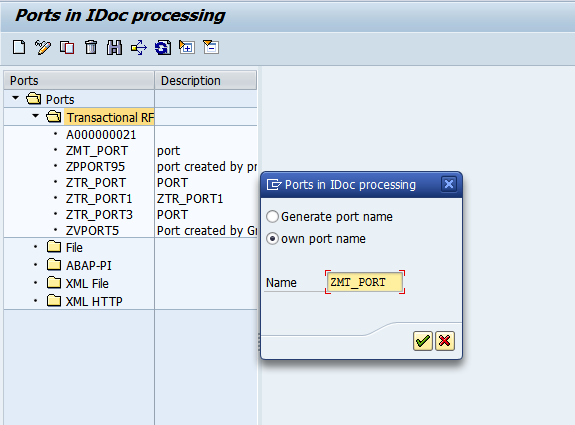 Ports in IDoc processing
Ports Description
Ports
Transactional RF
A000000021
ZMT_PORT port
ZPPORT95 port created by pr
ZTR_PORT PORT
ZTR_PORT1 ZTR_PORT1
ZTR_PORT3 PORT
ZVPORT5 Port created by Gr
File
ABAP-PI
XML File
XML HTTP
Ports in IDoc processing
Generate port name
own port name
Name ZMT_PORT